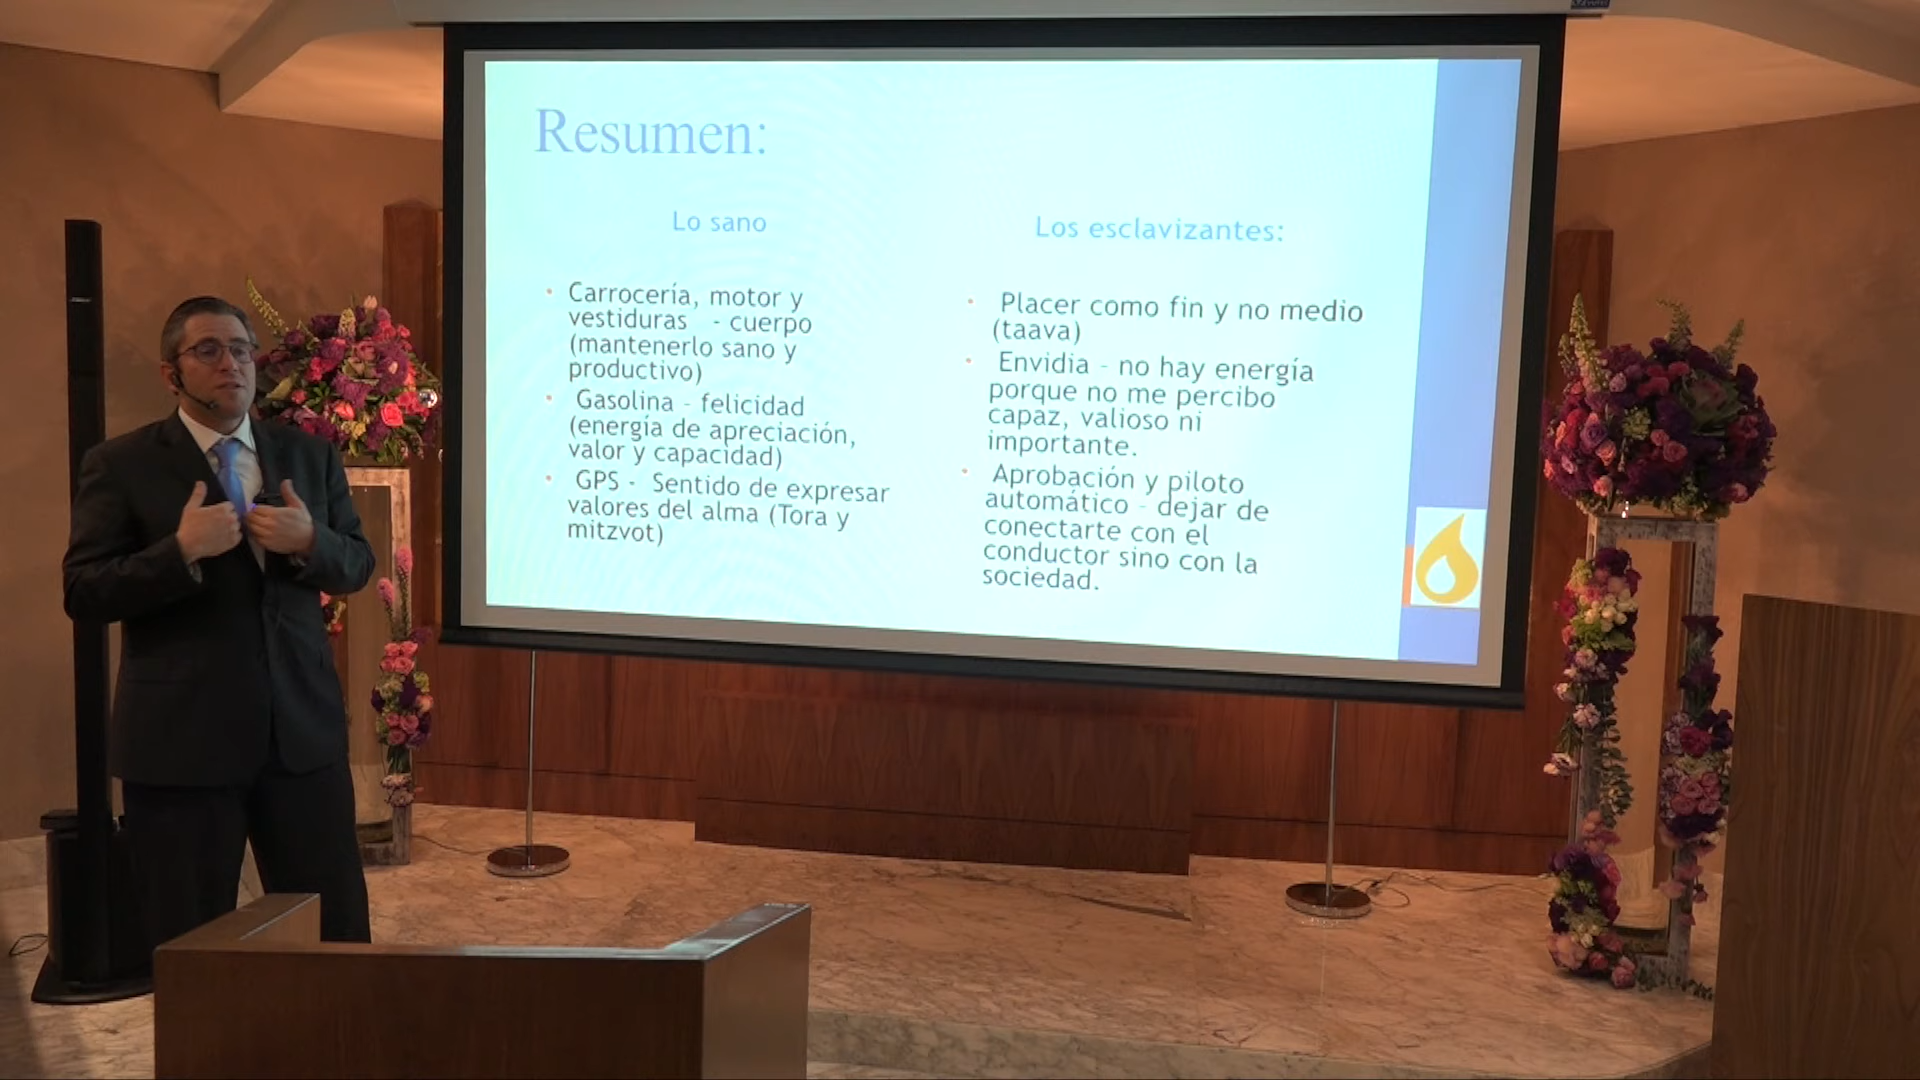 Resumen:
Lo sano
• Carrocería, motor y
vestiduras - cuerpo
(mantenerlo sano y
productivo)
• Gasolina - felicidad
(energía de apreciación,
valor y capacidad)
• GPS - Sentido de expresar
valores del alma (Tora y
mitzvot)
Los esclavizantes:
• Placer como fin y no medio
(taava)
• Envidia - no hay energía
porque no me percibo
capaz, valioso ni
importante.
• Aprobación y piloto
automático - dejar de
conectarte con el
conductor sino con la
sociedad.